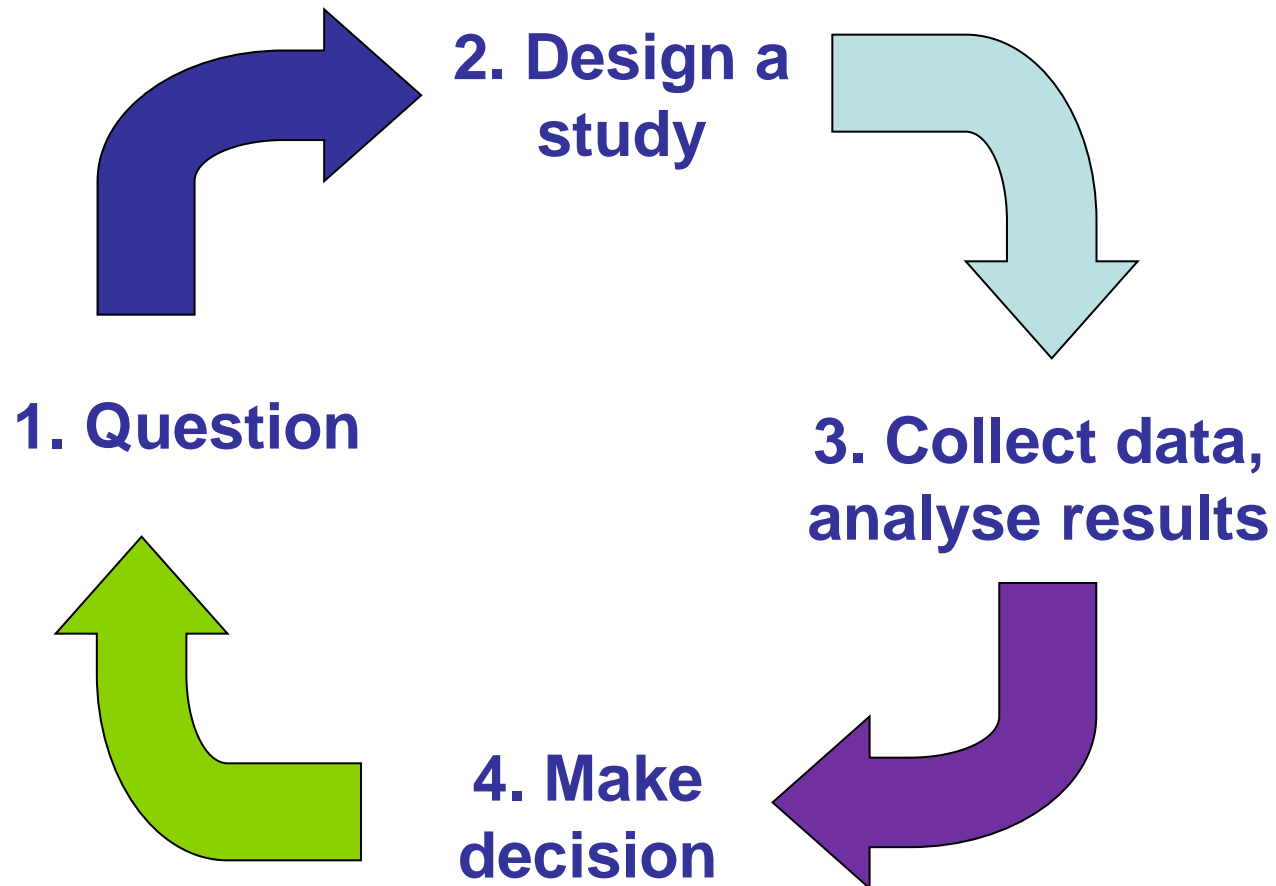 1. Question
2. Design a
study
3. Collect data,
analyse results
4. Make
decision